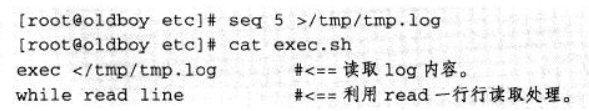 [root@oldboy etc]# seq 5 >/tmp/tmp.log
[root@oldboy etc]# cat exec.sh
exec </tmp/tmp.log #<== 读取 log 内容。
while read line #<== 利用 read 一行行读取处理。